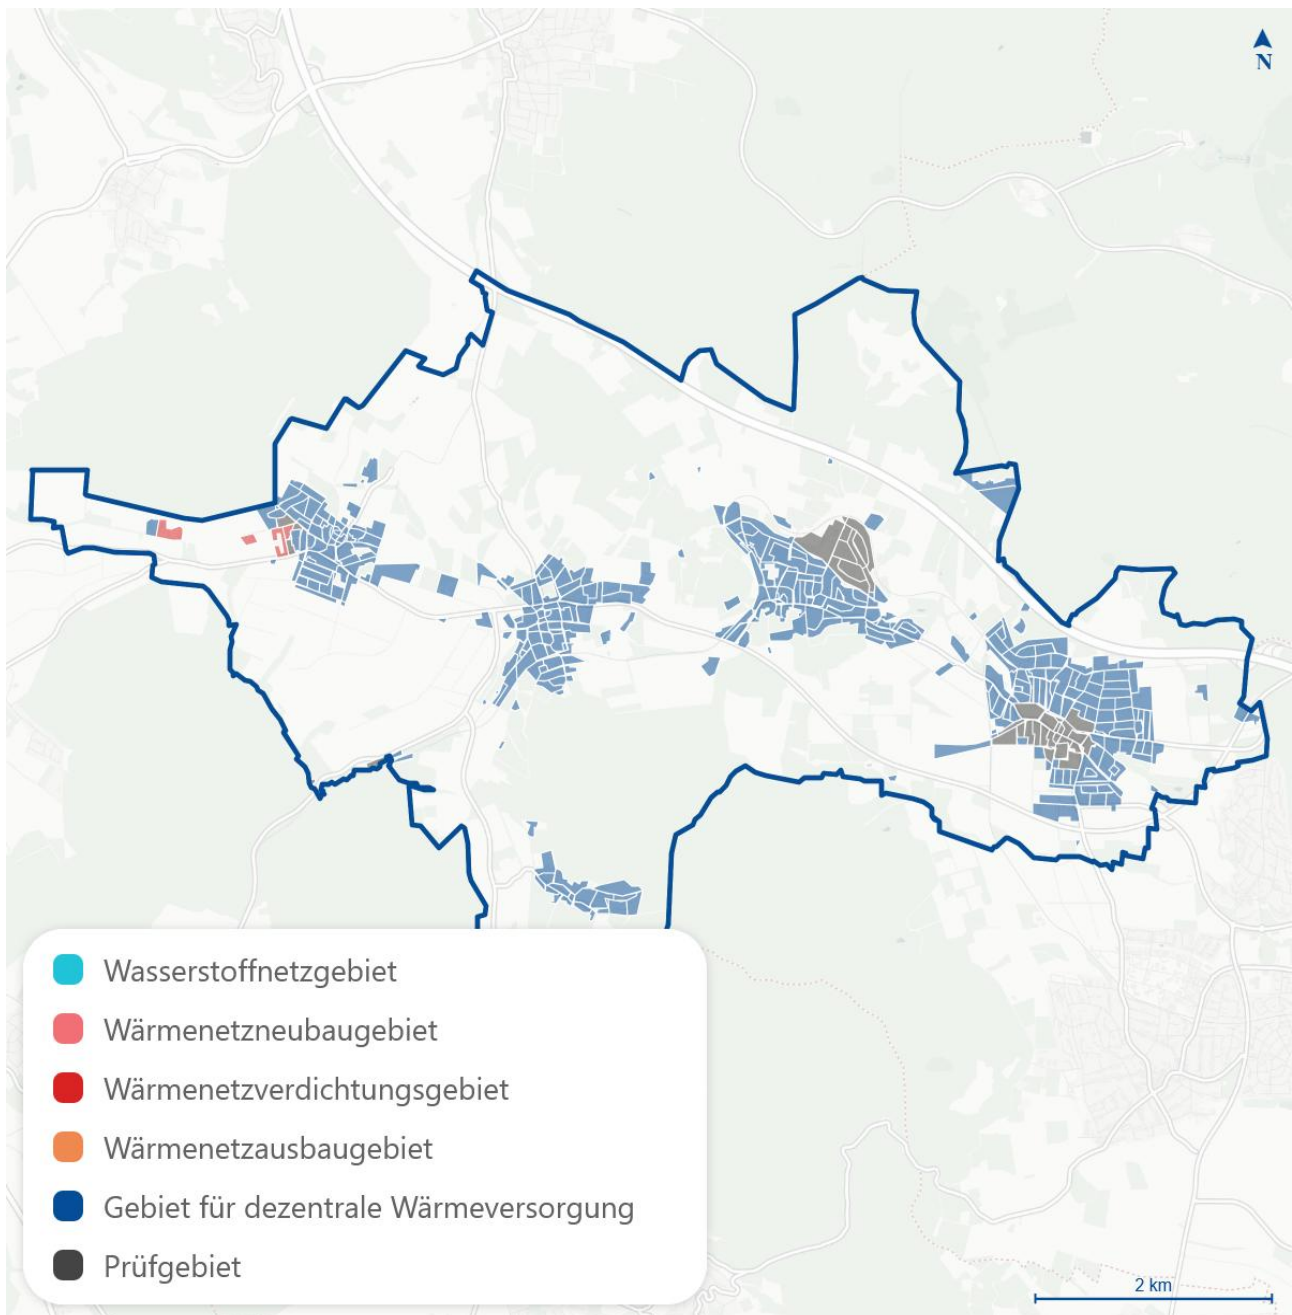 N
Wasserstoffnetzgebiet
Wärmenetzneubaugebiet
Wärmenetzverdichtungsgebiet
Wärmenetzausbaugebiet
Gebiet für dezentrale Wärmeversorgung
Prüfgebiet
2 km